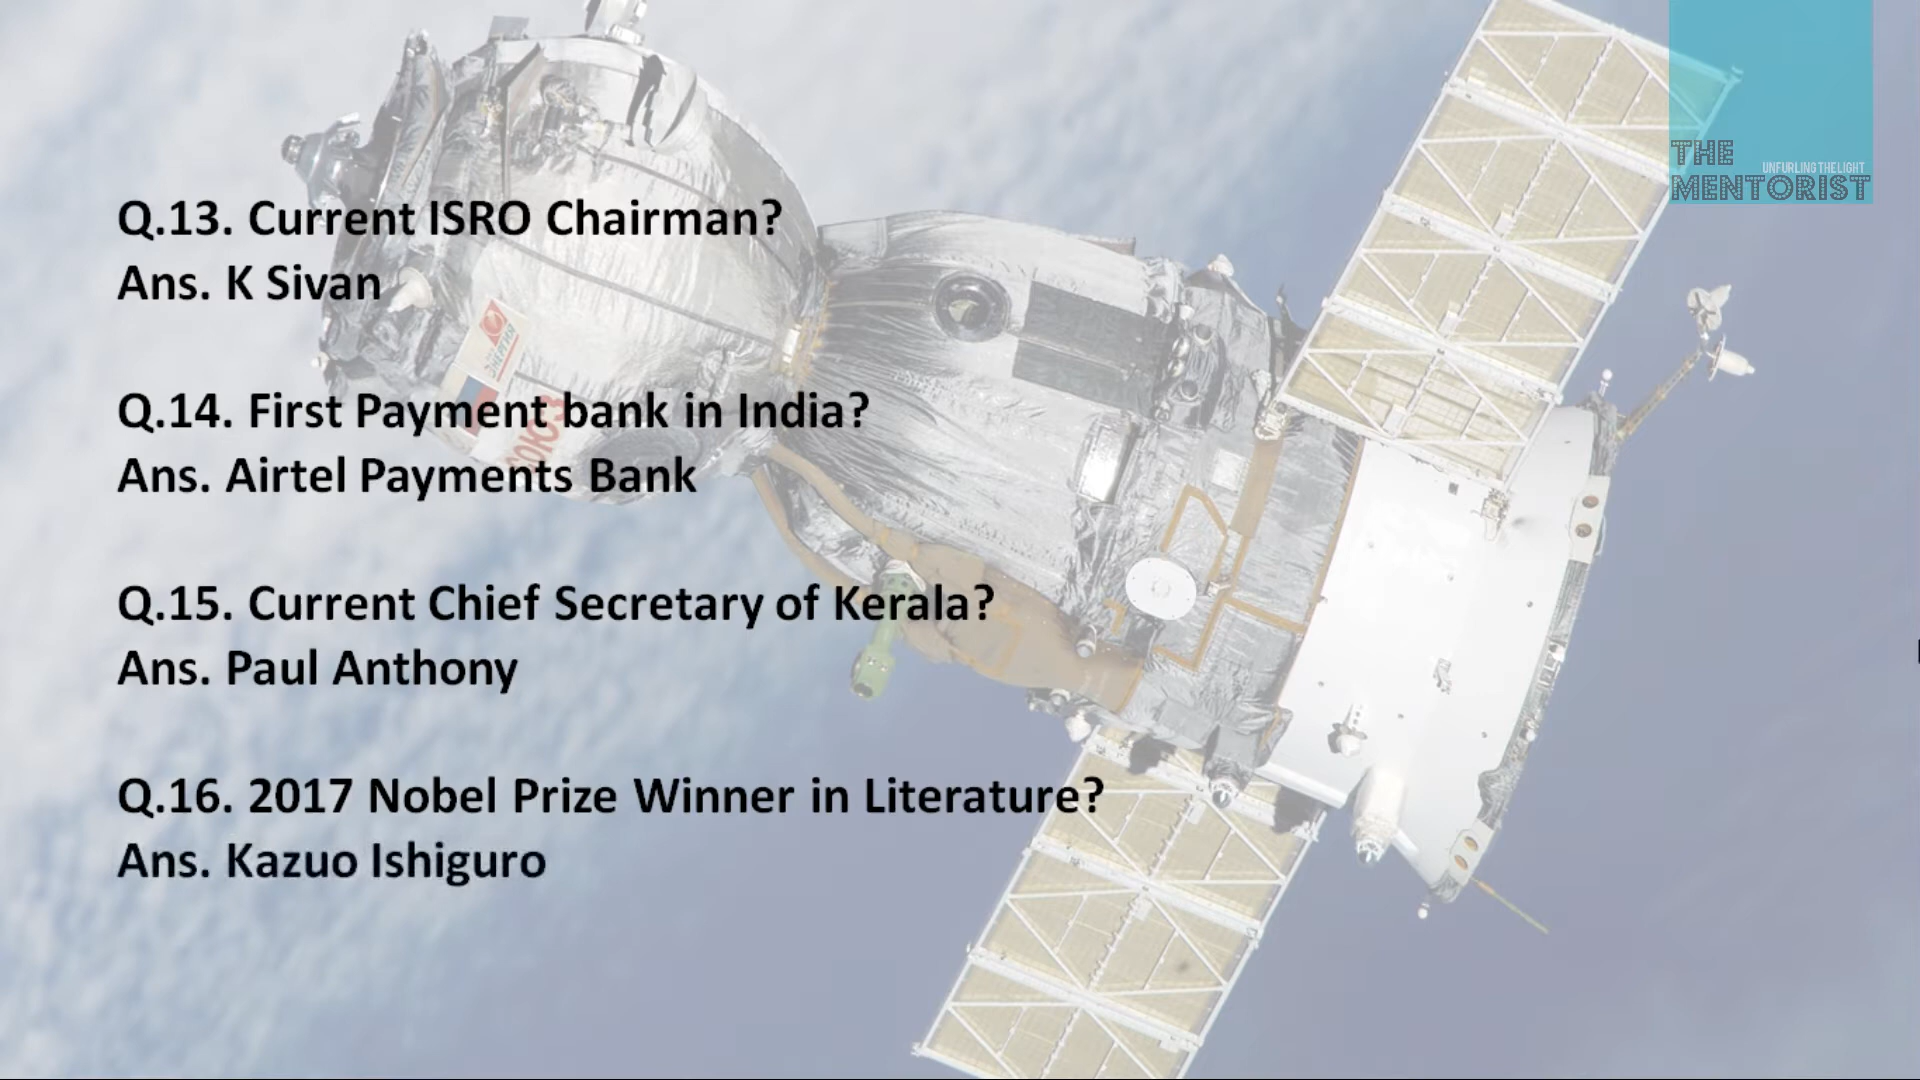 THE
UNFURLING THE LIGHT
MENTORIST
Q.13. Current ISRO Chairman?
Ans. K Sivan
Q.14. First Payment bank in India?
Ans. Airtel Payments Bank
Q.15. Current Chief Secretary of Kerala?
Ans. Paul Anthony
Q.16. 2017 Nobel Prize Winner in Literature?
Ans. Kazuo Ishiguro
ЭНЕРГИЯ
СОЮЗ